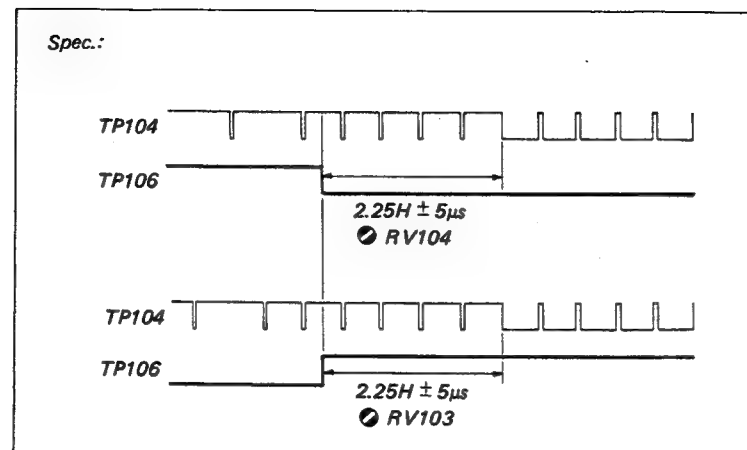 Spec.:
TP104
TP106
2.25H ± 5µs
⊘ RV104
TP104
TP106
2.25H ± 5µs
⊘ RV103